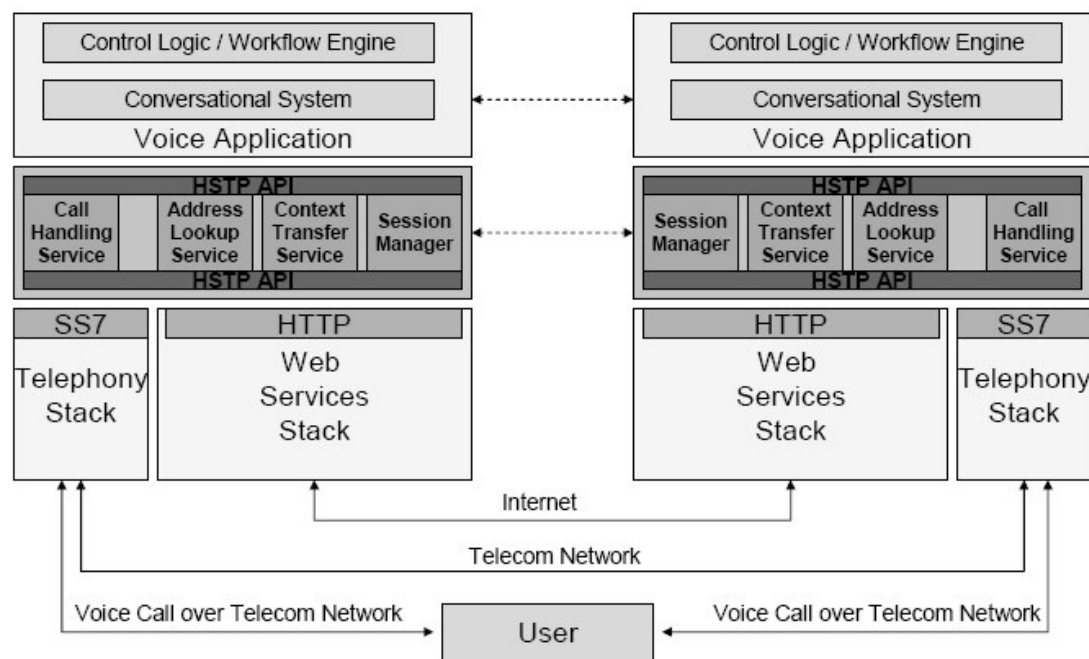 Control Logic / Workflow Engine
Conversational System
Voice Application
HSTP API
Call
Handling
Service
Address
Lookup
Service
Context
Transfer
Service
Session
Manager
HSTP API
SS7
Telephony
Stack
HTTP
Web
Services
Stack
Control Logic / Workflow Engine
Conversational System
Voice Application
HSTP API
Session
Manager
Context
Transfer
Service
Address
Lookup
Service
Call
Handling
Service
HSTP API
HTTP
Web
Services
Stack
SS7
Telephony
Stack
Internet
Telecom Network
Voice Call over Telecom Network
User
Voice Call over Telecom Network